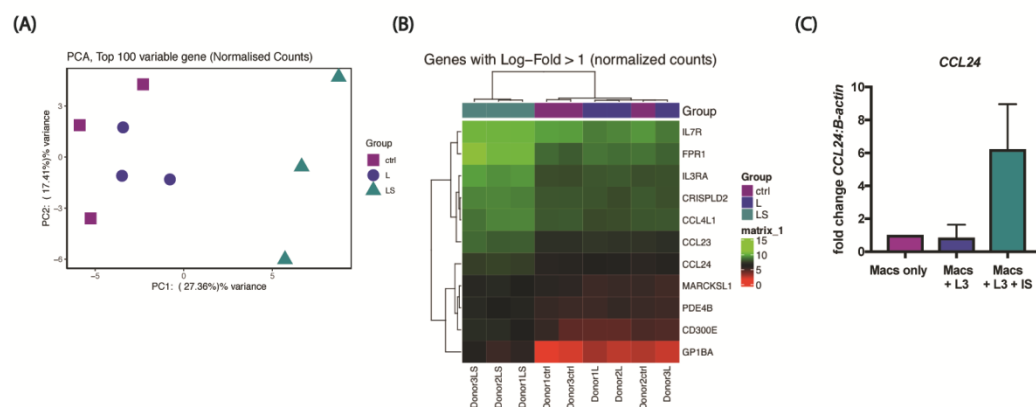 (A)
PCA, Top 100 variable gene (Normalised Counts)
3
0
−3
−6
PC2: ( 17.41%)% variance
−5
0
5
PC1: ( 27.36%)% variance
Group
ctrl
L
LS
(B)
Genes with Log−Fold > 1 (normalized counts)
Group
IL7R
FPR1
IL3RA
CRISPLD2
CCL4L1
CCL23
CCL24
MARCKSL1
PDE4B
CD300E
GP1BA
Donor3LS
Donor2LS
Donor1LS
Donor1ctrl
Donor3ctrl
Donor1L
Donor2L
Donor2ctrl
Donor3L
Group
ctrl
L
LS
matrix_1
15
10
5
0
(C)
CCL24
fold change CCL24:B-actin
10
8
6
4
2
0
Macs only
Macs
+ L3
Macs
+ L3 + IS